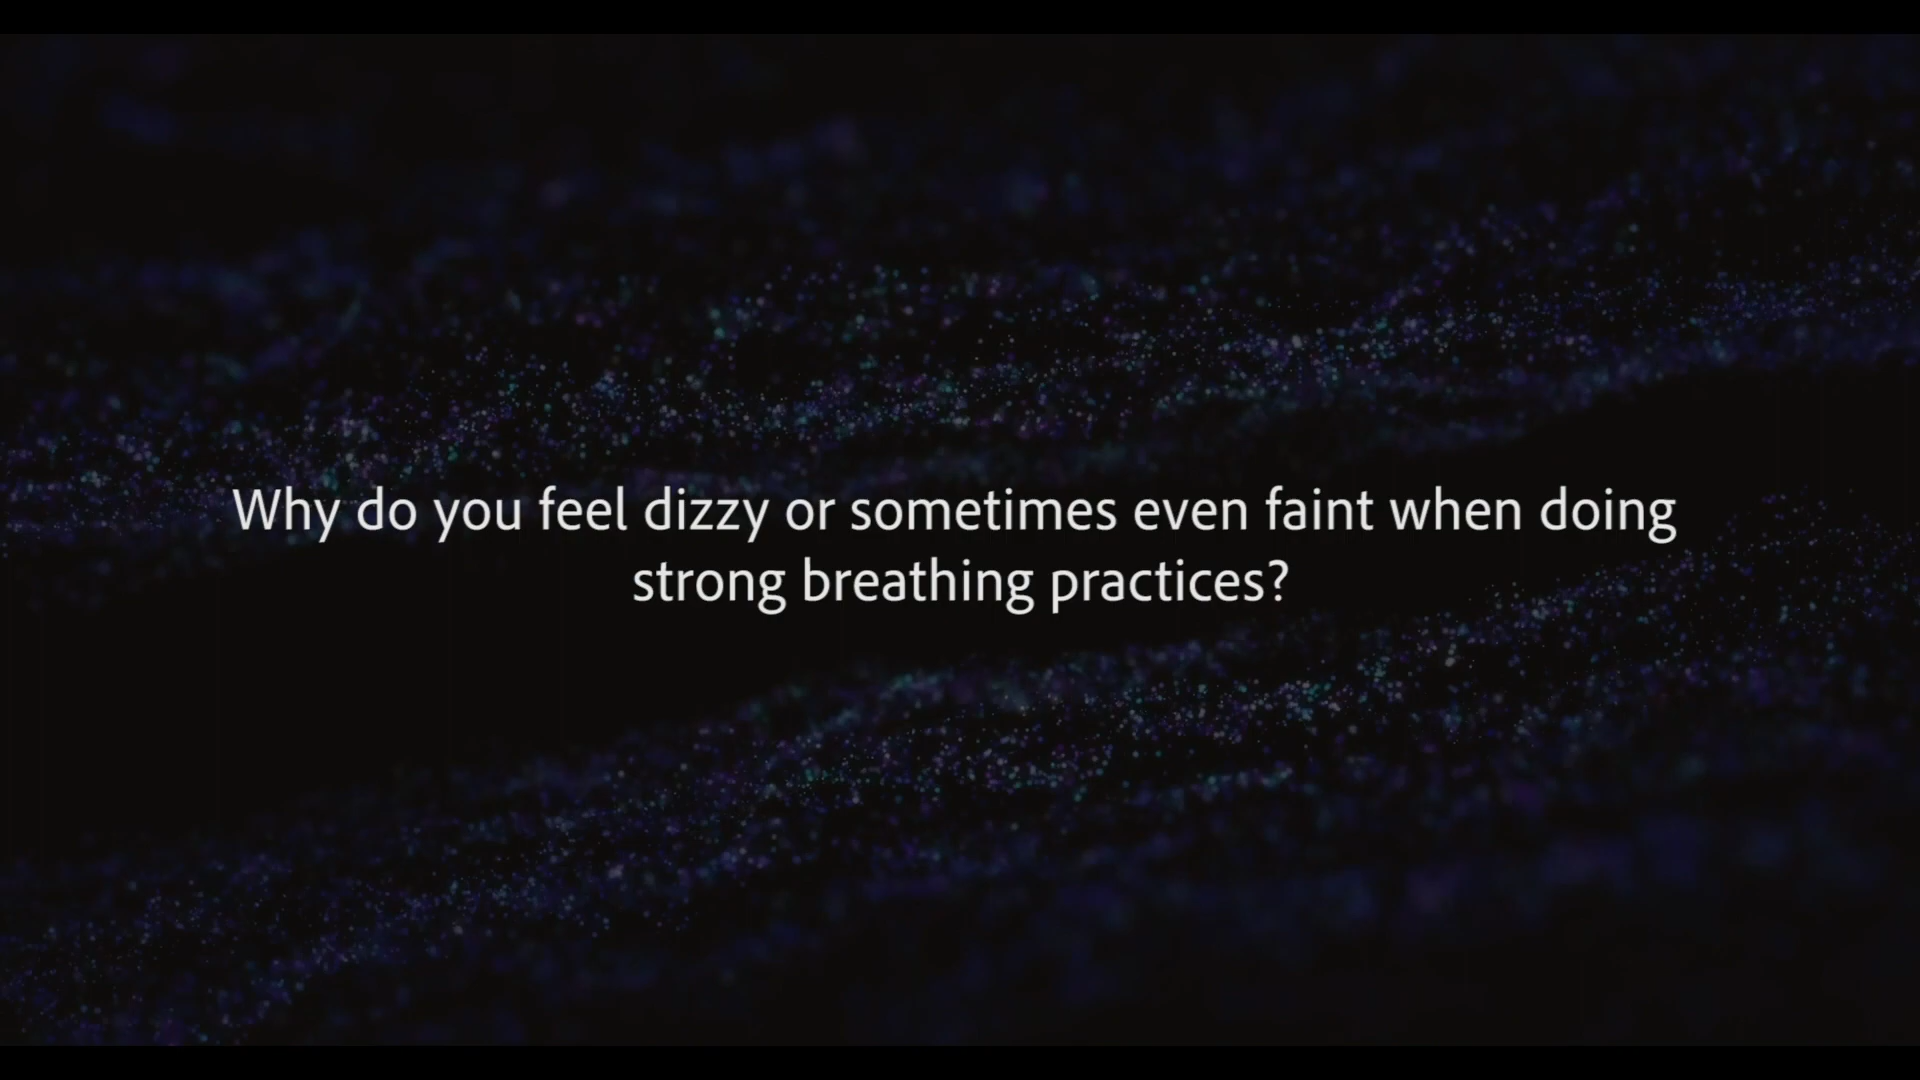 Why do you feel dizzy or sometimes even faint when doing
strong breathing practices?